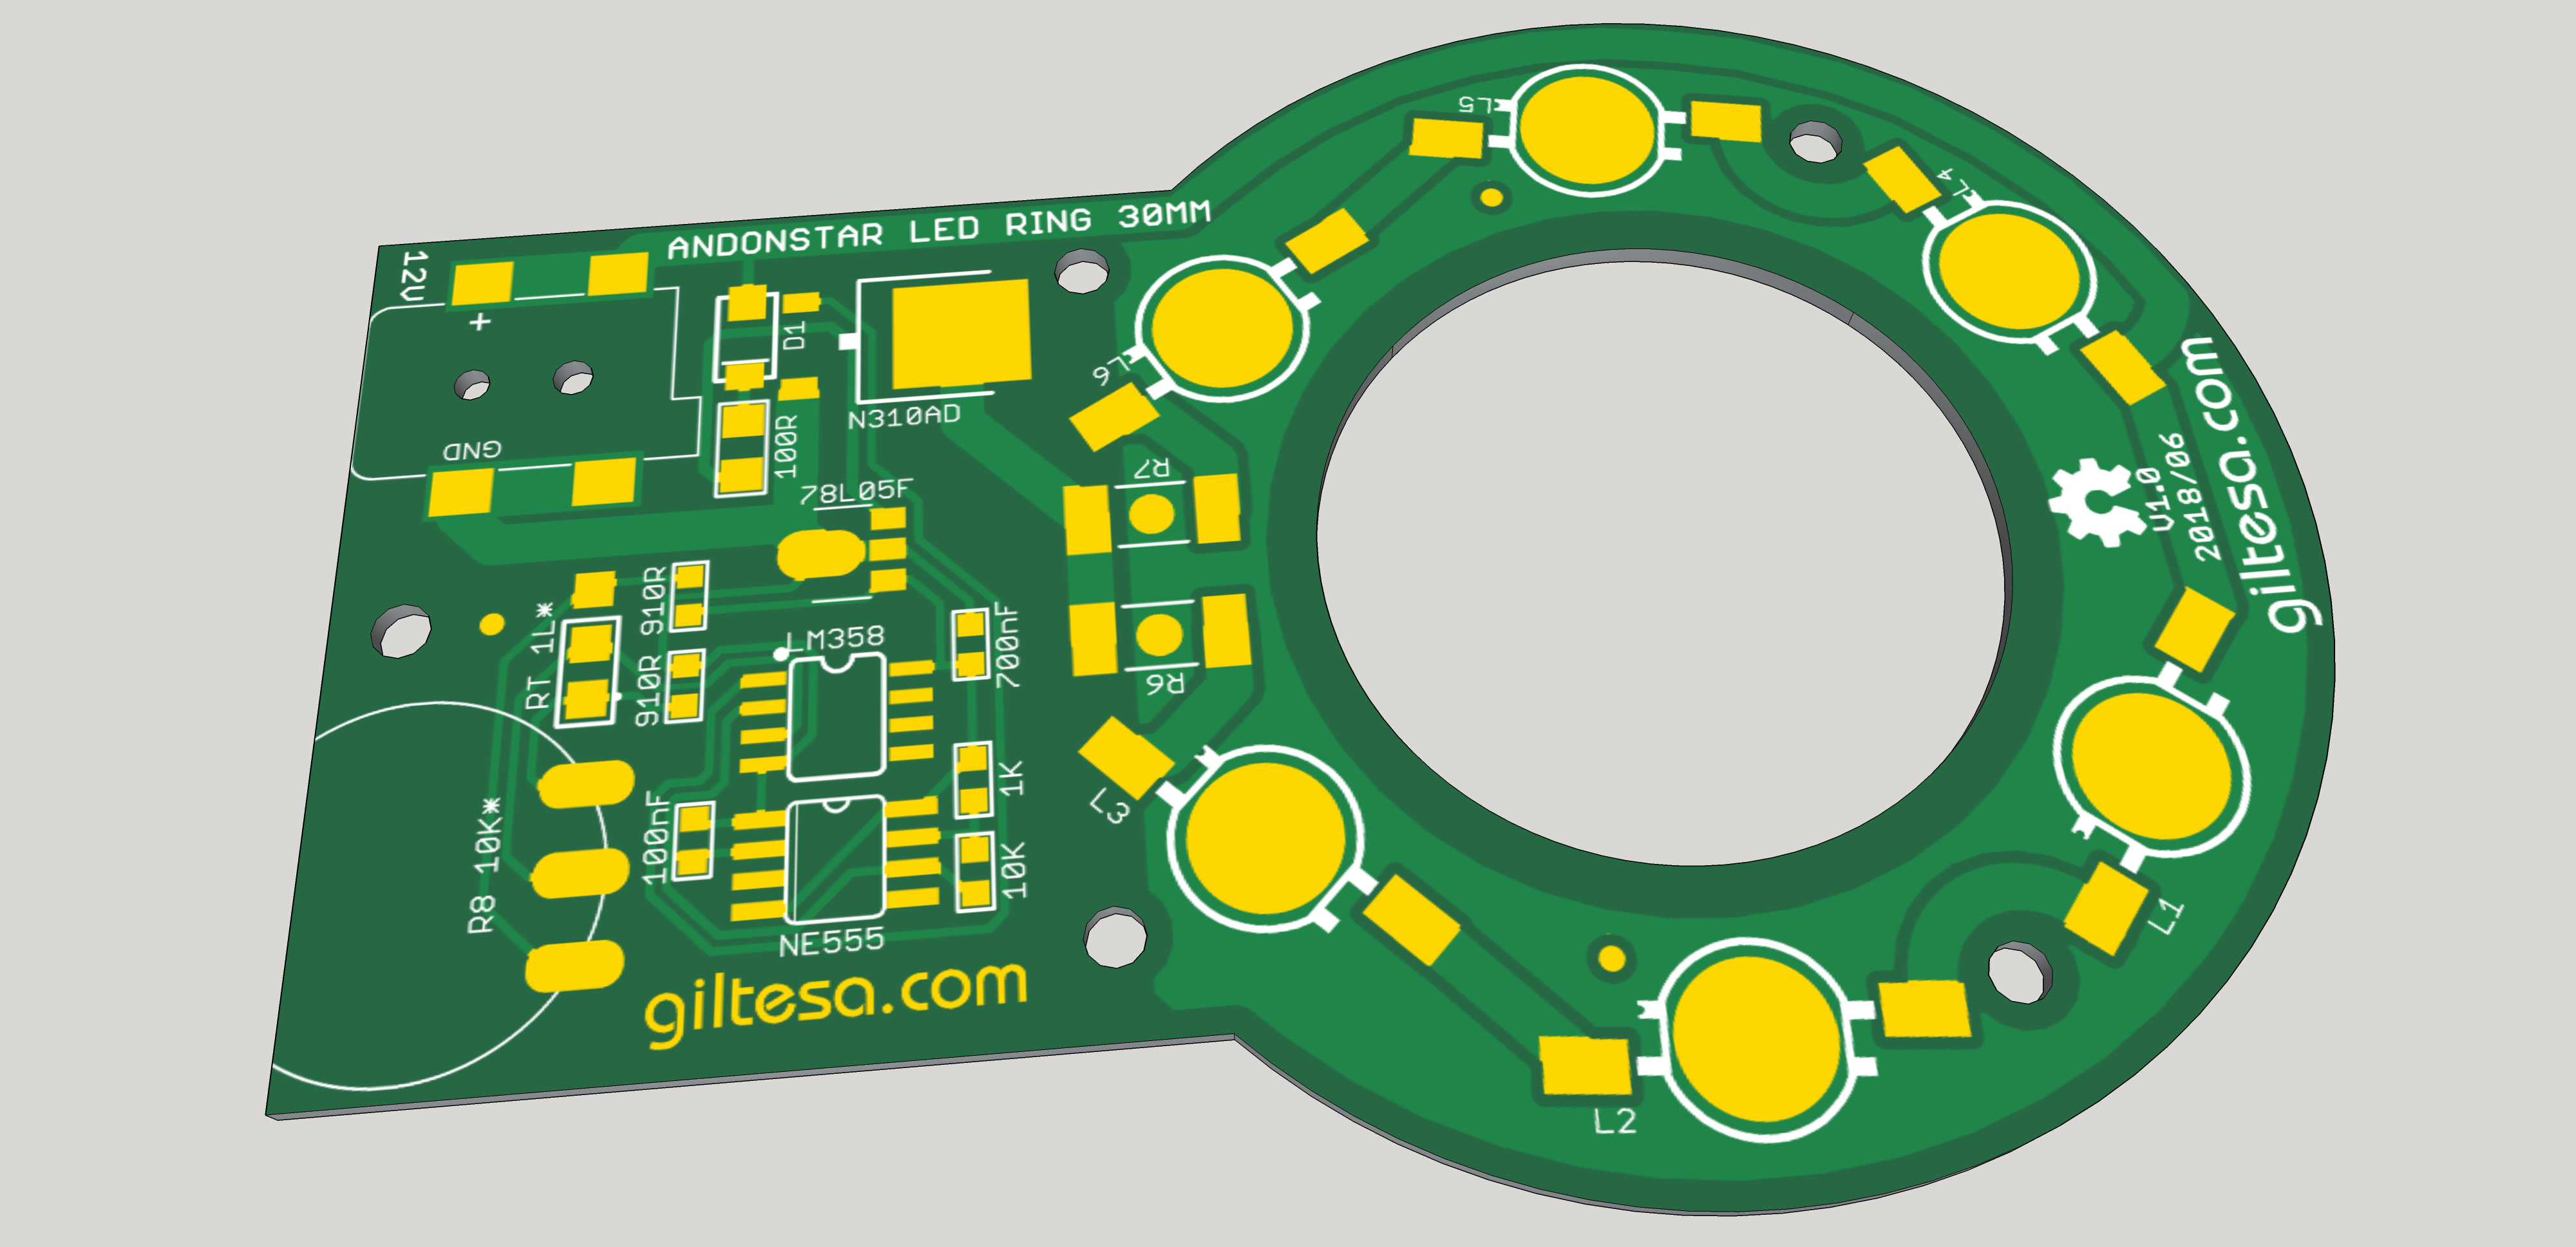 ANDONSTAR LED RING 30MM
12V
+
GND
D1
N310AD
100R
78L05F
910R
RT 1L*
910R
LM358
700nF
1K
100nF
10K
R8 10K*
NE555
giltesa.com
L5
L4
L6
R7
R6
L3
L2
L1
V1.0
2018/06
giltesa.com